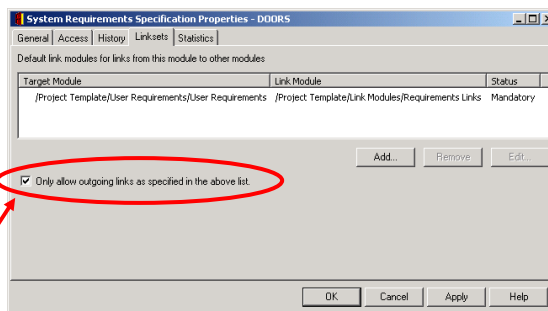 System Requirements Specification Properties - DOORS
General Access History Linksets Statistics
Default link modules for links from this module to other modules
Target Module Link Module Status
/Project Template/User Requirements/User Requirements /Project Template/Link Modules/Requirements Links Mandatory
Add... Remove Edit...
Only allow outgoing links as specified in the above list.
OK Cancel Apply Help